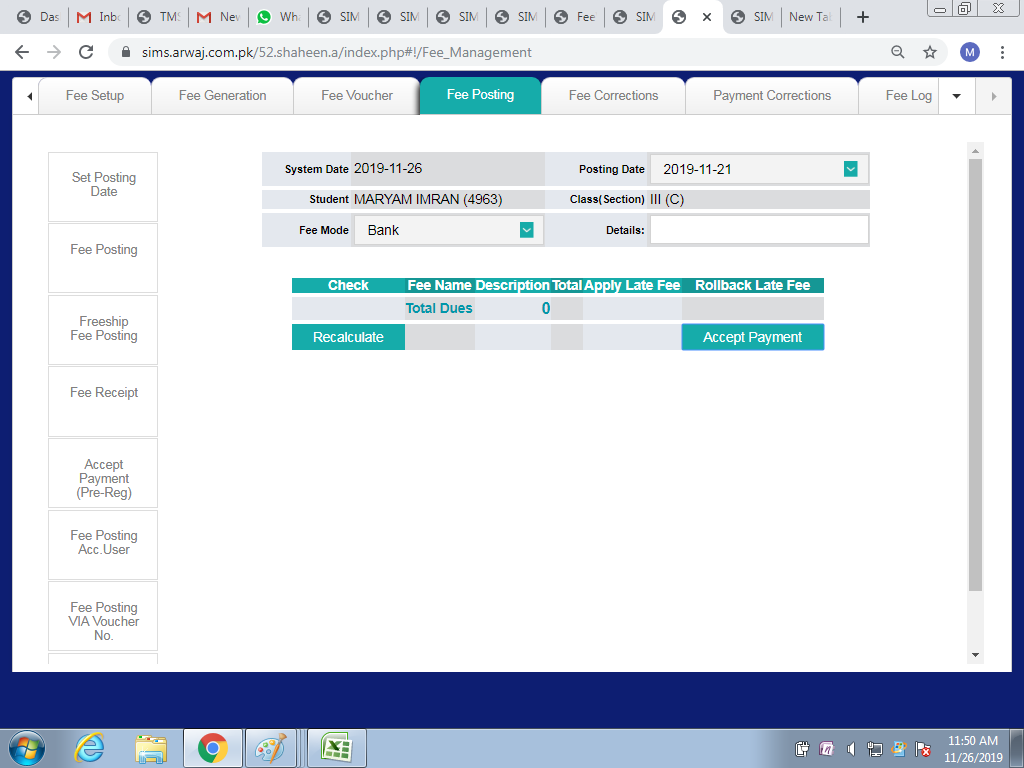 Das
Inbo
TMS
New
Wha
SIM
SIM
SIM
SIM
Fee
SIM
SIM
New Tab
sims.arwaj.com.pk/52.shaheen.a/index.php#!/Fee_Management
M
Fee Setup
Fee Generation
Fee Voucher
Fee Posting
Fee Corrections
Payment Corrections
Fee Log
Set Posting
Date
Fee Posting
Freeship
Fee Posting
Fee Receipt
Accept
Payment
(Pre-Reg)
Fee Posting
Acc.User
Fee Posting
VIA Voucher
No.
System Date 2019-11-26 Posting Date 2019-11-21
Student MARYAM IMRAN (4963) Class(Section) III (C)
Fee Mode Bank Details:
Check Fee Name Description Total Apply Late Fee Rollback Late Fee
Total Dues 0
Recalculate Accept Payment
11:50 AM
11/26/2019